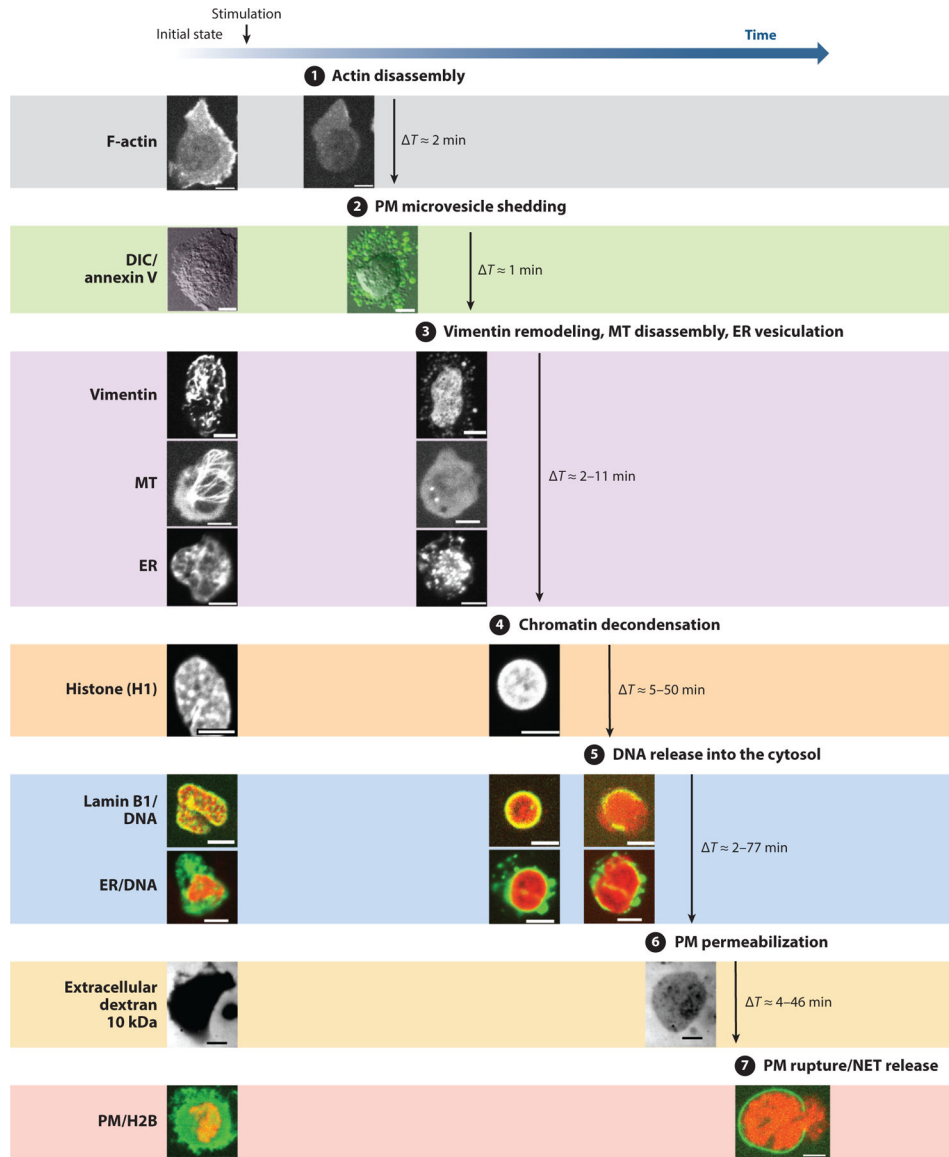 Stimulation
Initial state
Time
1 Actin disassembly
F-actin
ΔT ≈ 2 min
2 PM microvesicle shedding
DIC/
annexin V
ΔT ≈ 1 min
3 Vimentin remodeling, MT disassembly, ER vesiculation
Vimentin
MT
ΔT ≈ 2–11 min
ER
4 Chromatin decondensation
Histone (H1)
ΔT ≈ 5–50 min
5 DNA release into the cytosol
Lamin B1/
DNA
ΔT ≈ 2–77 min
ER/DNA
6 PM permeabilization
Extracellular
dextran
10 kDa
ΔT ≈ 4–46 min
7 PM rupture/NET release
PM/H2B